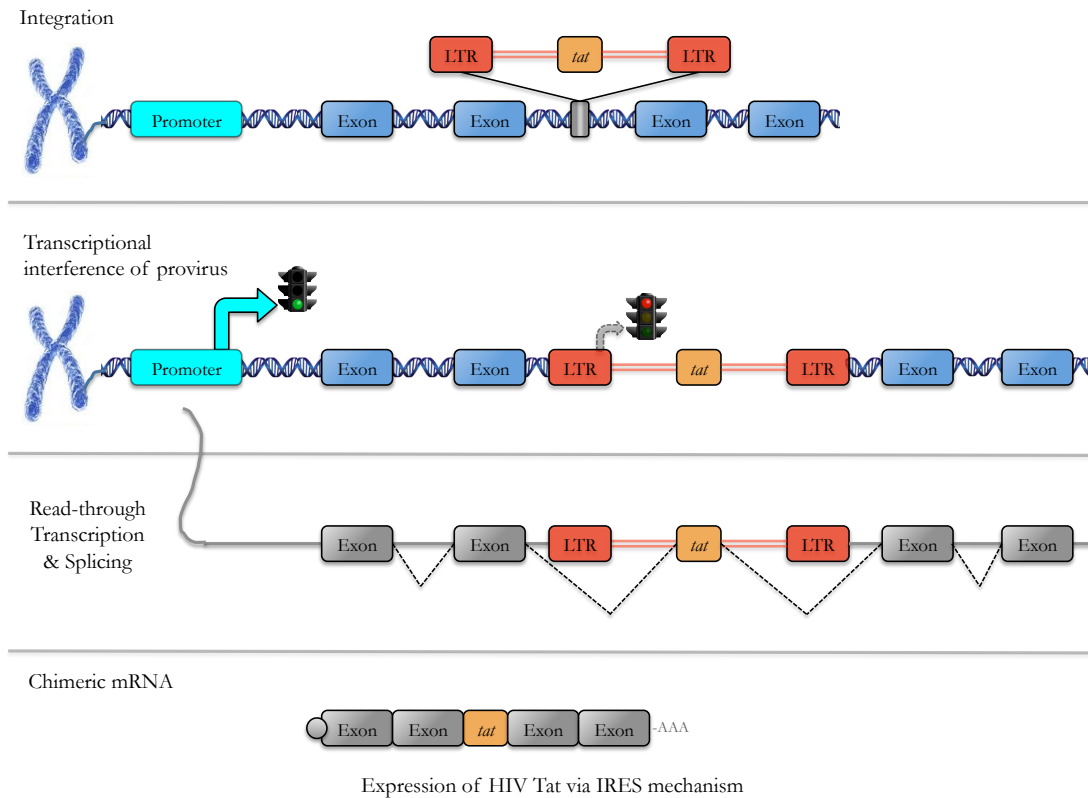 Integration
LTR tat LTR
Promoter Exon Exon Exon Exon
Transcriptional
interference of provirus
Promoter Exon Exon LTR tat LTR Exon Exon
Read-through
Transcription
& Splicing
Exon Exon LTR tat LTR Exon Exon
Chimeric mRNA
Exon Exon tat Exon Exon -AAA
Expression of HIV Tat via IRES mechanism